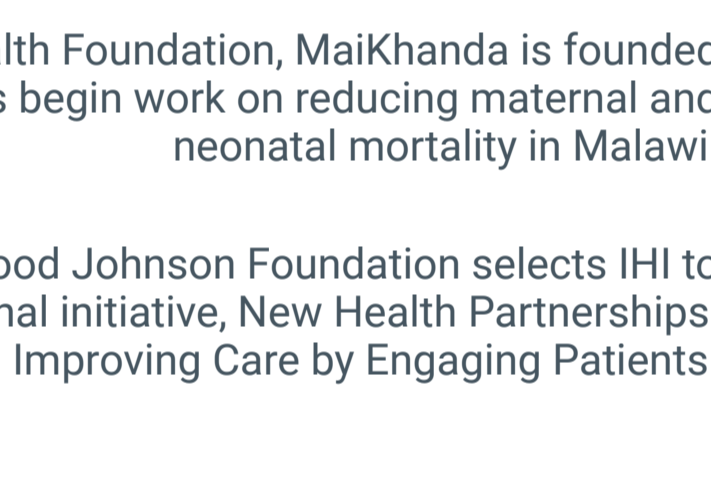 lth Foundation, MaiKhanda is founded
s begin work on reducing maternal and
neonatal mortality in Malawi
ood Johnson Foundation selects IHI to
nal initiative, New Health Partnerships
Improving Care by Engaging Patients